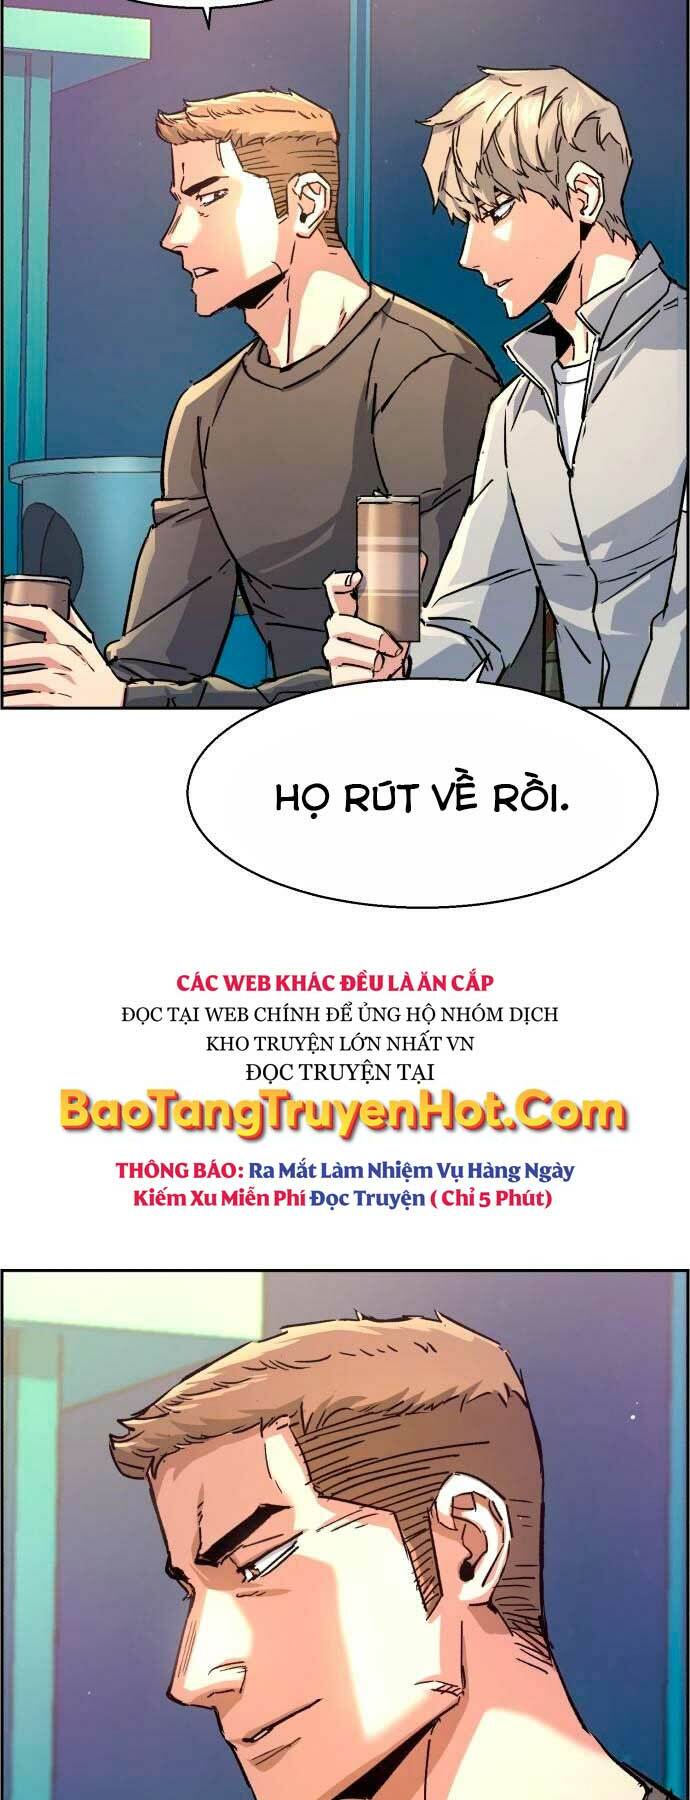 HỌ RÚT VỀ RỒI.
CÁC WEB KHÁC ĐỀU LÀ ĂN CẮP
ĐỌC TẠI WEB CHÍNH ĐỂ ỦNG HỘ NHÓM DỊCH
KHO TRUYỆN LỚN NHẤT VN
ĐỌC TRUYỆN TẠI
BaoTangTruyenHot.Com
THÔNG BÁO: Ra Mắt Làm Nhiệm Vụ Hàng Ngày
Kiếm Xu Miễn Phí Đọc Truyện ( Chỉ 5 Phút)